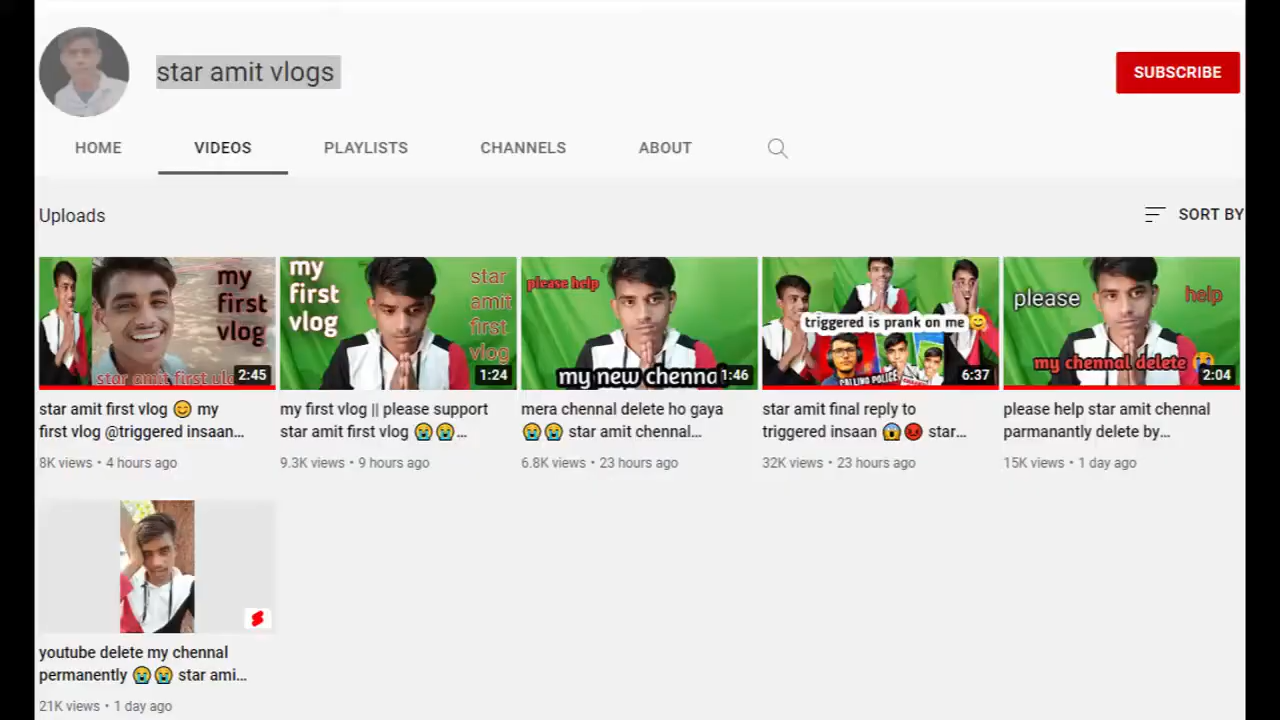 star amit vlogs
SUBSCRIBE
HOME VIDEOS PLAYLISTS CHANNELS ABOUT
Uploads
SORT BY
my
first
vlog
star amit first
2:45
my
first
vlog
star
amit
first
vlog
1:24
please help
my new
1:46
triggered is prank on me 😊
CALLING POLICE
6:37
please
help
my chennal delete 😭
2:04
star amit first vlog 😊 my
first vlog @triggered insaan...
8K views • 4 hours ago
my first vlog || please support
star amit first vlog 😭😭...
9.3K views • 9 hours ago
mera chennal delete ho gaya
😭😭 star amit chennal...
6.8K views • 23 hours ago
star amit final reply to
triggered insaan 😱😡 star...
32K views • 23 hours ago
please help star amit chennal
parmanantly delete by...
15K views • 1 day ago
youtube delete my chennal
permanently 😭😭 star ami...
21K views • 1 day ago